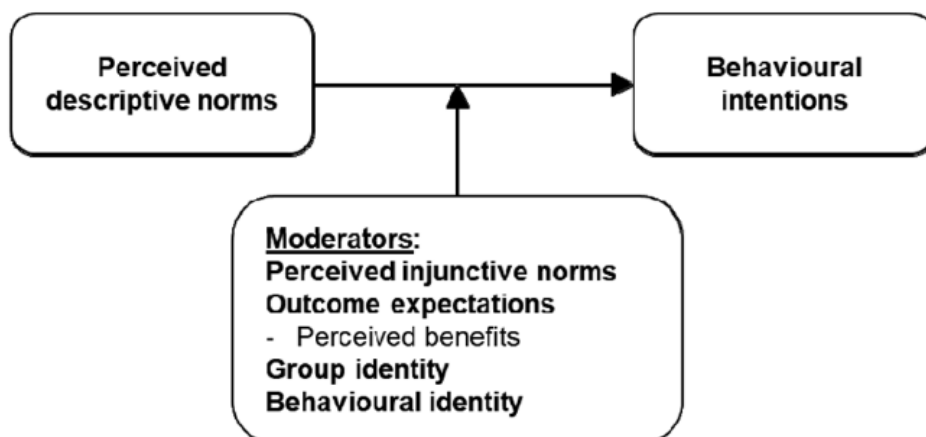 Perceived
descriptive norms
Behavioural
intentions
Moderators:
Perceived injunctive norms
Outcome expectations
- Perceived benefits
Group identity
Behavioural identity